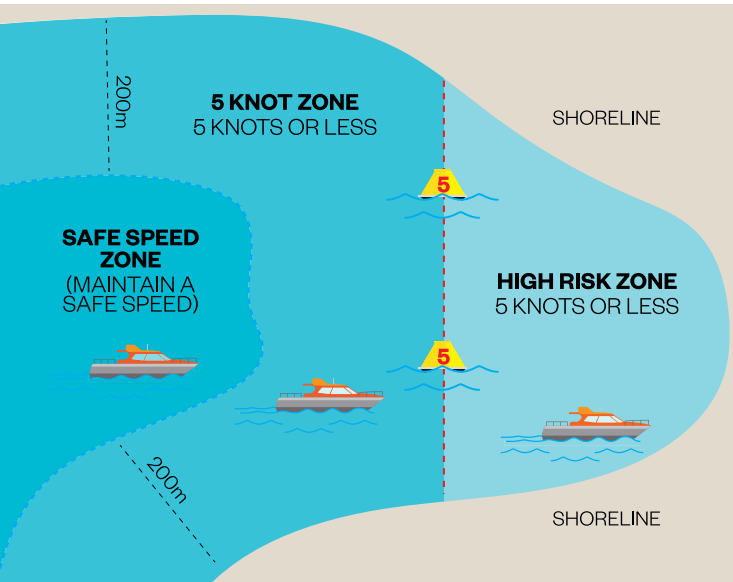 200m
5 KNOT ZONE
5 KNOTS OR LESS
SHORELINE
5
SAFE SPEED
ZONE
(MAINTAIN A
SAFE SPEED)
HIGH RISK ZONE
5 KNOTS OR LESS
5
200m
SHORELINE